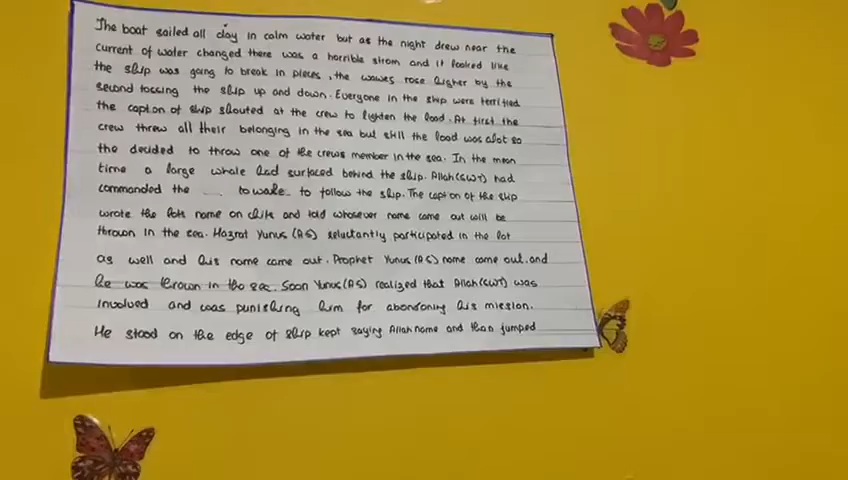 The boat sailed all day in calm water but as the night drew near the
current of water changed there was a horrible strom and it looked like
the ship was going to break in pieces, the waves rose higher by the
second tossing the ship up and down. Everyone in the ship were terrified
the caption of ship shouted at the crew to lighten the load. At first the
crew threw all their belonging in the sea but still the load was alot so
the decided to throw one of the crews member in the sea. In the mean
time a large whale had surfaced behind the ship. Allah(swt) had
commanded the to wake to follow the ship. The caption of the ship
wrote the name on and told whosever name come out will be
thrown in the sea. Hazrat Yunus (AS) reluctantly participated in the lot
as well and his name come out. Prophet Yunus (AS) name come out. and
he was thrown in the sea. Soon Yunus (AS) realized that Allah (swt) was
involved and was punishing him for abondoning his mission.
He stood on the edge of ship kept saying Allah name and than jumped